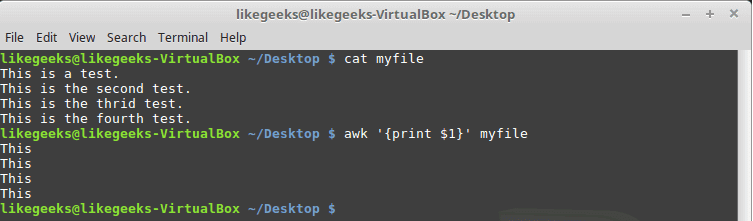 likegeeks@likegeeks-VirtualBox ~/Desktop
File Edit View Search Terminal Help
likegeeks@likegeeks-VirtualBox ~/Desktop $ cat myfile
This is a test.
This is the second test.
This is the thrid test.
This is the fourth test.
likegeeks@likegeeks-VirtualBox ~/Desktop $ awk '{print $1}' myfile
This
This
This
This
likegeeks@likegeeks-VirtualBox ~/Desktop $